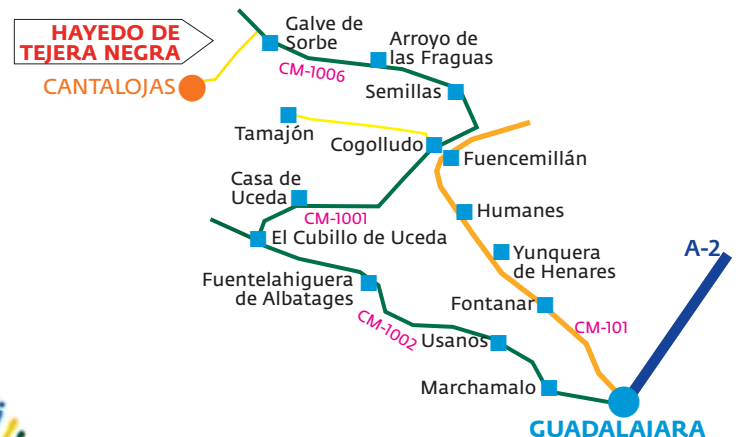 HAYEDO DE
TEJERA NEGRA
CANTALOJAS
Galve de
Sorbe
Arroyo de
las Fraguas
CM-1006
Semillas
Tamajón
Cogolludo
Fuencemillán
Casa de
Uceda
CM-1001
Humanes
El Cubillo de Uceda
Yunquera
de Henares
A-2
Fuentelahiguera
de Albatages
Fontanar
CM-101
CM-1002
Usanos
Marchamalo
GUADALAJARA